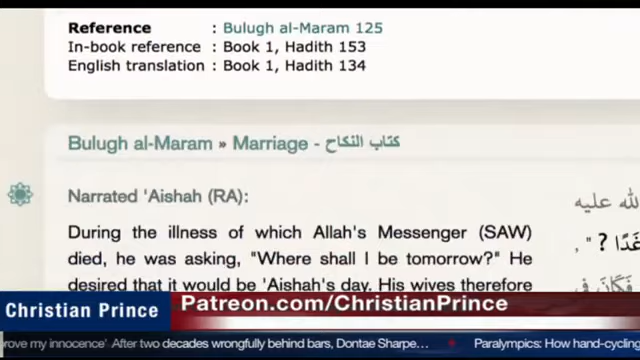 Reference : Bulugh al-Maram 125
In-book reference : Book 1, Hadith 153
English translation : Book 1, Hadith 134
Bulugh al-Maram » Marriage - كتاب النكاح
Narrated 'Aishah (RA):
لله عليه
During the illness of which Allah's Messenger (SAW)
غَدًا ? " ,
died, he was asking, "Where shall I be tomorrow?" He
desired that it would be 'Aishah's day. His wives therefore
Christian Prince
Patreon.com/ChristianPrince
rove my innocence' After two decades wrongfully behind bars, Dontae Sharpe... • Paralympics: How hand-cycling